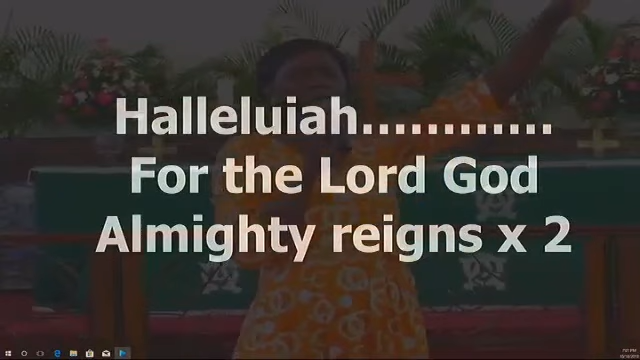 Halleluiah............
For the Lord God
Almighty reigns x 2